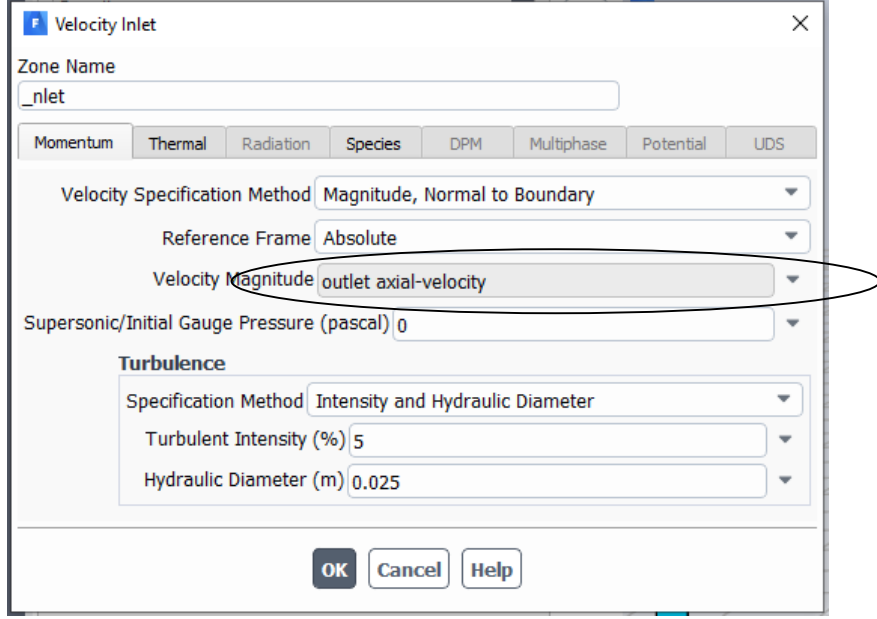 F Velocity Inlet
Zone Name
_nlet
Momentum Thermal Radiation Species DPM Multiphase Potential UDS
Velocity Specification Method Magnitude, Normal to Boundary
Reference Frame Absolute
Velocity Magnitude outlet axial-velocity
Supersonic/Initial Gauge Pressure (pascal) 0
Turbulence
Specification Method Intensity and Hydraulic Diameter
Turbulent Intensity (%) 5
Hydraulic Diameter (m) 0.025
OK Cancel Help